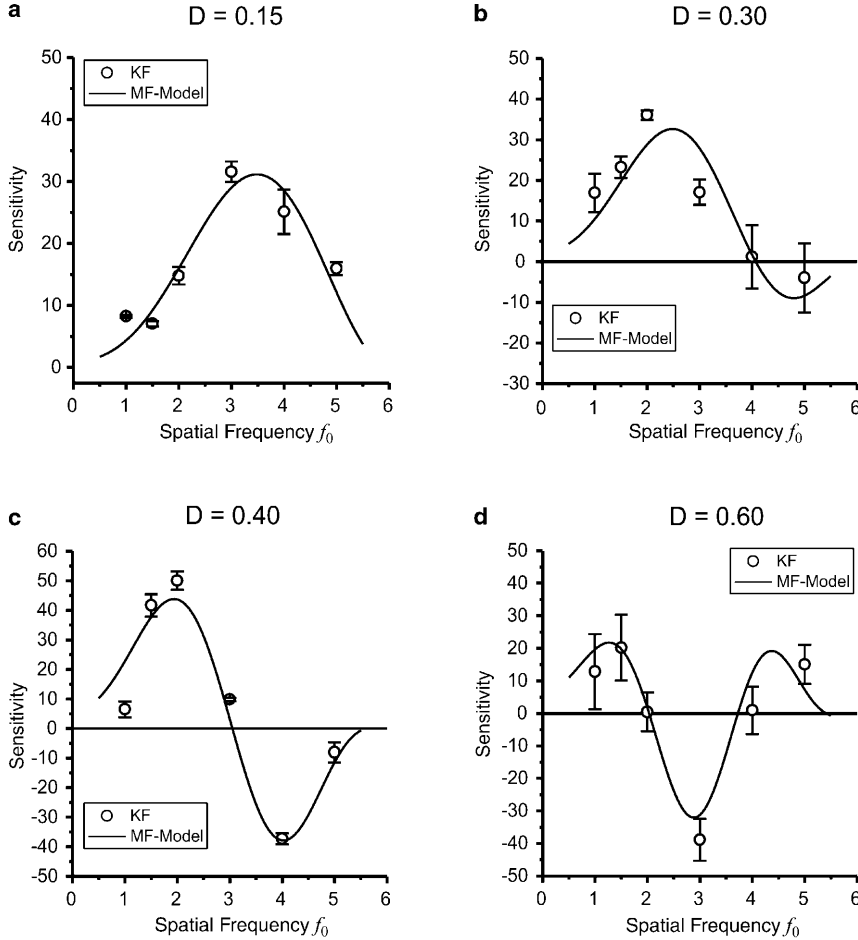 a
D = 0.15
50
40
30
20
10
0
Sensitivity
KF
MF-Model
0 1 2 3 4 5 6
Spatial Frequency f0
b
D = 0.30
50
40
30
20
10
0
-10
-20
-30
Sensitivity
KF
MF-Model
0 1 2 3 4 5 6
Spatial Frequency f0
c
D = 0.40
60
50
40
30
20
10
0
-10
-20
-30
-40
-50
Sensitivity
KF
MF-Model
0 1 2 3 4 5 6
Spatial Frequency f0
d
D = 0.60
50
40
30
20
10
0
-10
-20
-30
-40
-50
Sensitivity
KF
MF-Model
0 1 2 3 4 5 6
Spatial Frequency f0